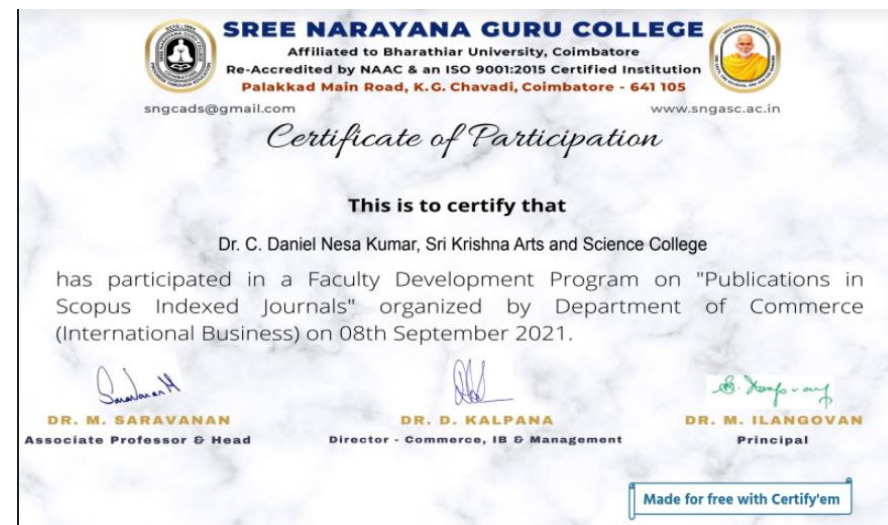 SREE NARAYANA GURU COLLEGE
Affiliated to Bharathiar University, Coimbatore
Re-Accredited by NAAC & an ISO 9001:2015 Certified Institution
Palakkad Main Road, K.G. Chavadi, Coimbatore - 641 105
sngcads@gmail.com www.sngasc.ac.in
Certificate of Participation
This is to certify that
Dr. C. Daniel Nesa Kumar, Sri Krishna Arts and Science College
has participated in a Faculty Development Program on "Publications in
Scopus Indexed Journals" organized by Department of Commerce
(International Business) on 08th September 2021.
DR. M. SARAVANAN DR. D. KALPANA DR. M. ILANGOVAN
Associate Professor & Head Director - Commerce, IB & Management Principal
Made for free with Certify'em